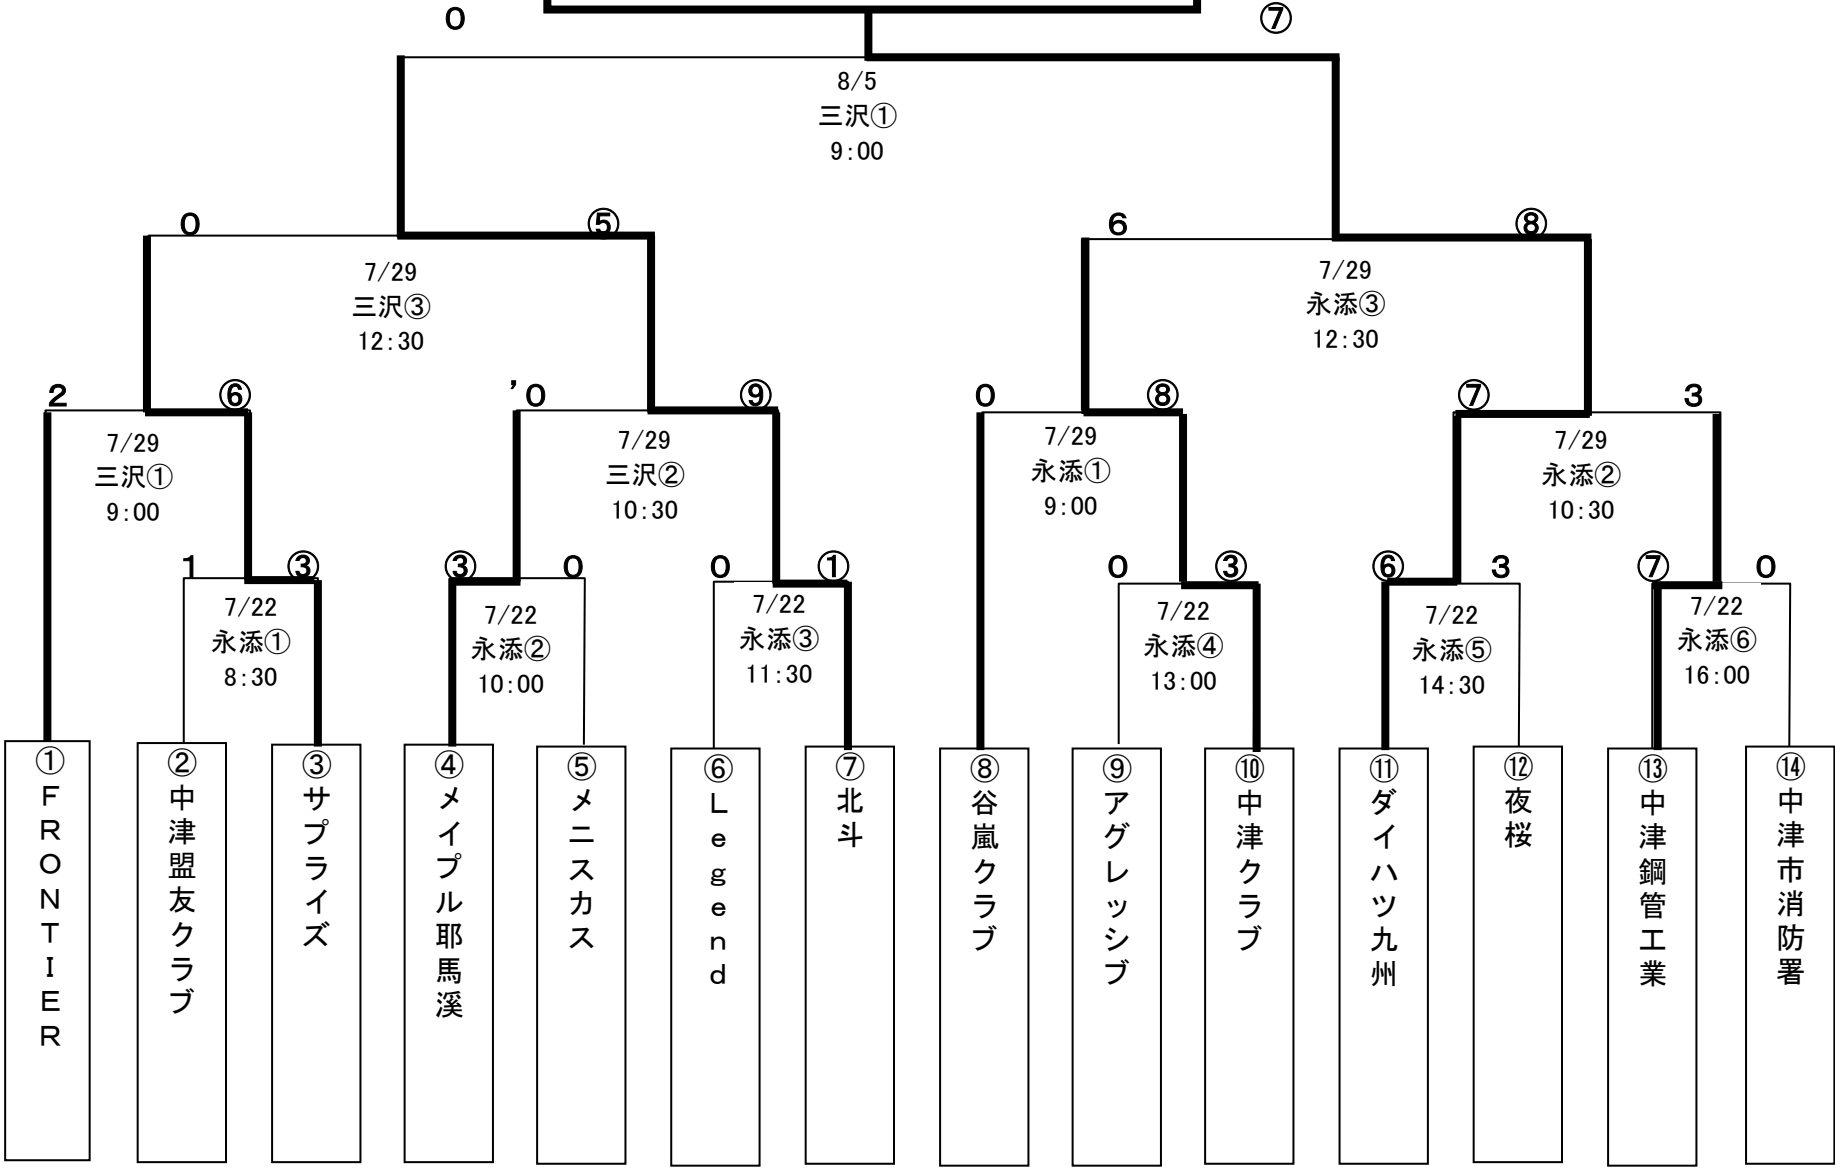 0 ⑦
8/5
三沢①
9:00
0 ⑤ 6 ⑧
7/29
三沢③
12:30
7/29
永添③
12:30
2 ⑥ ’0 ⑨ 0 ⑧ ⑦ 3
7/29
三沢①
9:00
7/29
三沢②
10:30
7/29
永添①
9:00
7/29
永添②
10:30
1 ③ ③ 0 0 ① 0 ③ ⑥ 3 ⑦ 0
7/22
永添①
8:30
7/22
永添②
10:00
7/22
永添③
11:30
7/22
永添④
13:00
7/22
永添⑤
14:30
7/22
永添⑥
16:00
①FRONTIER
②中津盟友クラブ
③サプライズ
④メイプル耶馬溪
⑤メニスカス
⑥Legend
⑦北斗
⑧谷嵐クラブ
⑨アグレッシブ
⑩中津クラブ
⑪ダイハツ九州
⑫夜桜
⑬中津鋼管工業
⑭中津市消防署